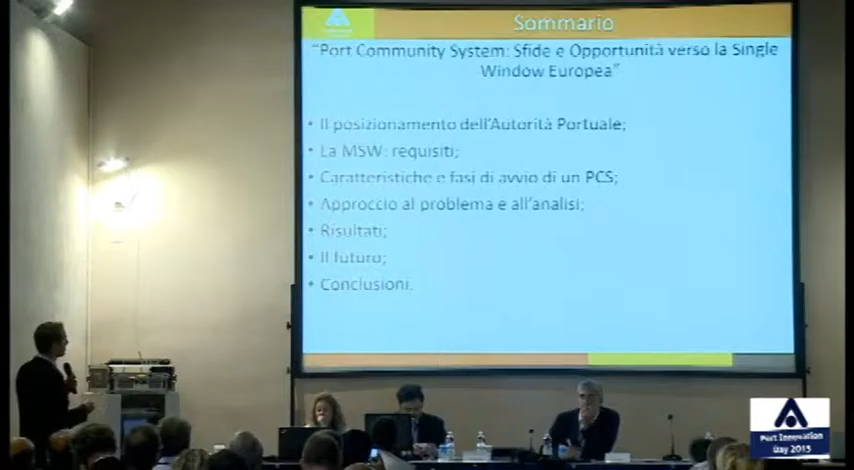 Sommario
"Port Community System: Sfide e Opportunità verso la Single
Window Europea"
• Il posizionamento dell'Autorità Portuale;
• La MSW: requisiti;
• Caratteristiche e fasi di avvio di un PCS;
• Approccio al problema e all'analisi;
• Risultati;
• Il futuro;
• Conclusioni.
Port Innovation
Day 2015